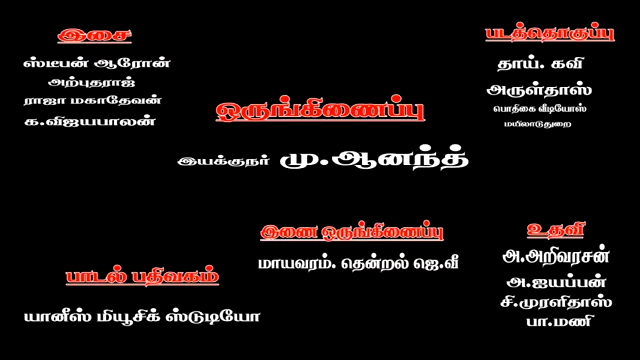 இசை
ஸ்டீபன் ஆரோன்
அற்புதராஜ்
ராஜா மகாதேவன்
க.விஜயபாலன்
படத்தொகுப்பு
தாய். கவி
அருள்தாஸ்
பொதிகை வீடியோஸ்
மயிலாடுதுறை
ஒருங்கிணைப்பு
இயக்குநர் மு.ஆனந்த்
இணை ஒருங்கிணைப்பு
மாயவரம். தென்றல் ஜெ.வீ
பாடல் பதிவகம்
யானீஸ் மியூசிக் ஸ்டுடியோ
உதவி
அ.அறிவரசன்
அ.ஐயப்பன்
சி.முரளிதாஸ்
பா.மணி